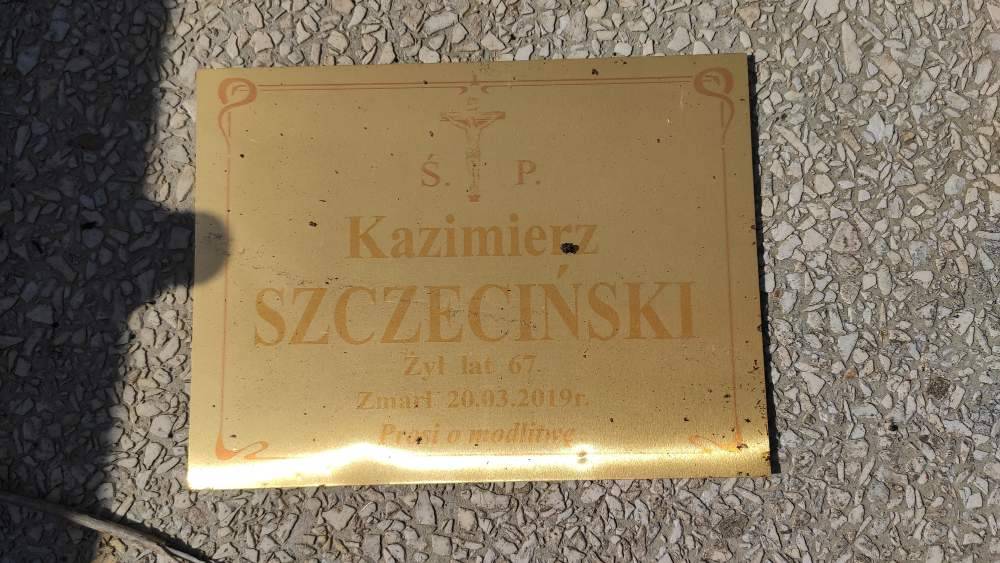 Ś. P.
Kazimierz
SZCZECIŃSKI
Żył lat 67.
Zmarł 20.03.2019r.
Prosi o modlitwę